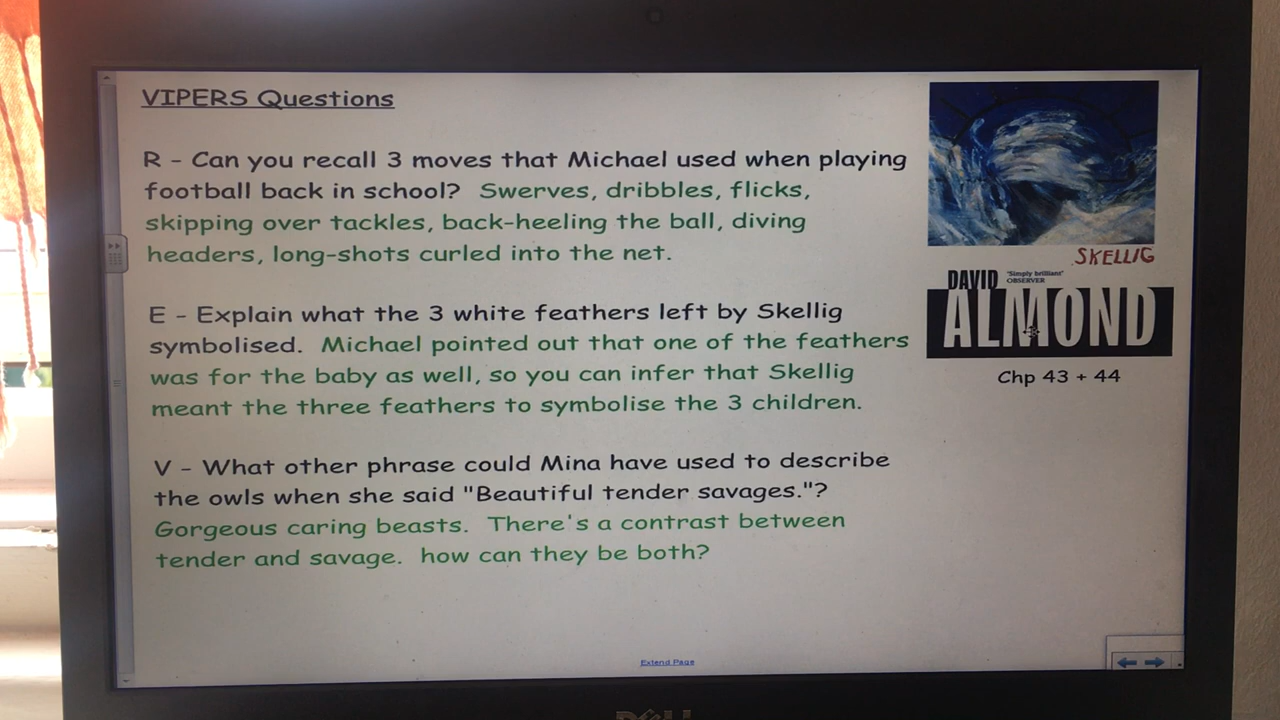 VIPERS Questions
R - Can you recall 3 moves that Michael used when playing
football back in school? Swerves, dribbles, flicks,
skipping over tackles, back-heeling the ball, diving
headers, long-shots curled into the net.
E - Explain what the 3 white feathers left by Skellig
symbolised. Michael pointed out that one of the feathers
was for the baby as well, so you can infer that Skellig
meant the three feathers to symbolise the 3 children.
V - What other phrase could Mina have used to describe
the owls when she said "Beautiful tender savages."?
Gorgeous caring beasts. There's a contrast between
tender and savage. how can they be both?
SKELLIG
DAVID
"Simply brilliant"
OBSERVER
ALMOND
Chp 43 + 44
Extend Page
DELL